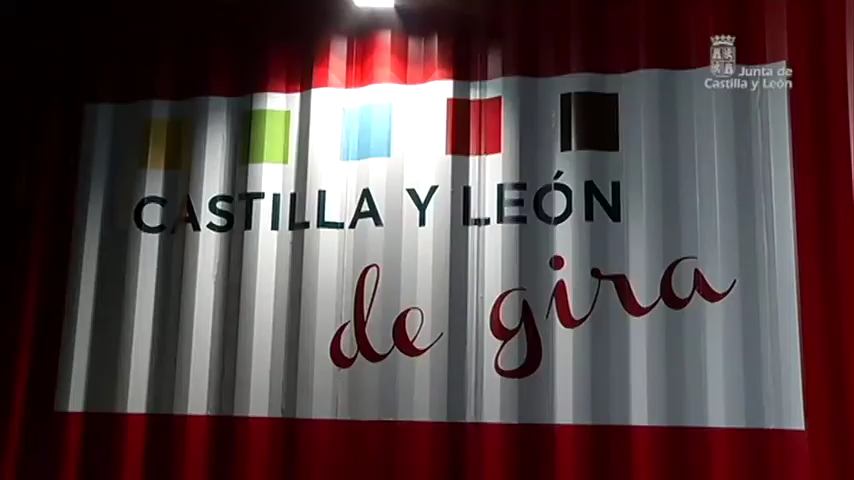 Junta de
Castilla y León
CASTILLA Y LEÓN
de gira